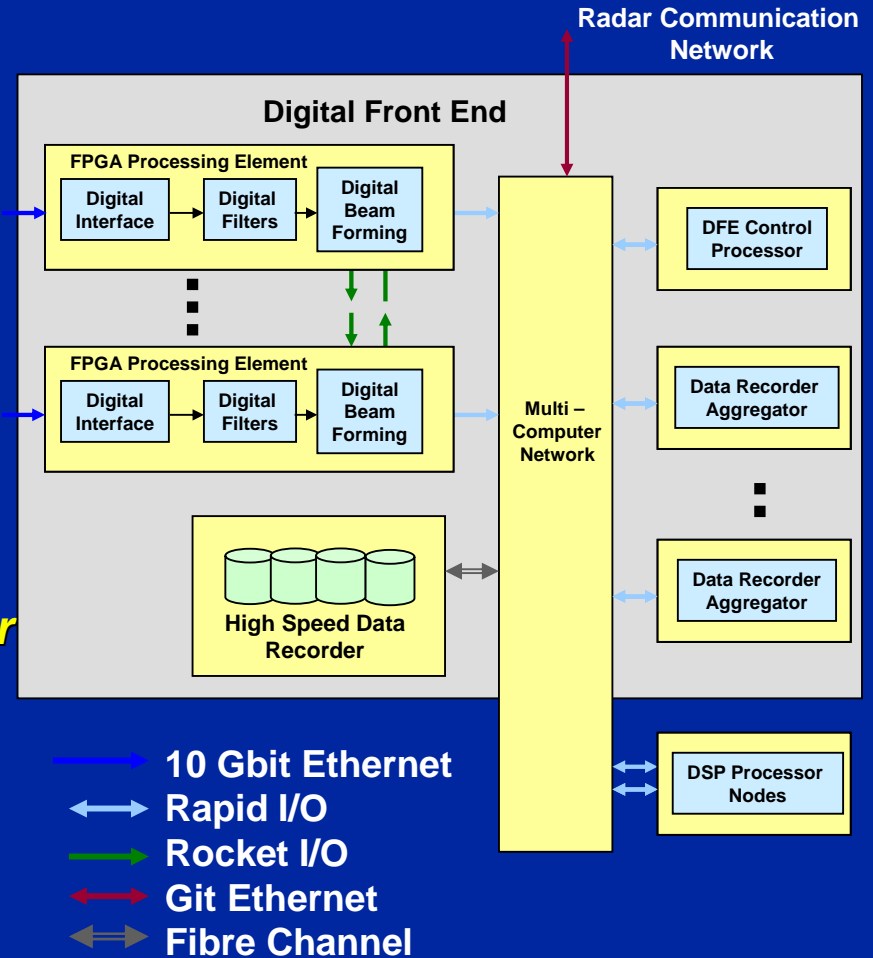 Radar Communication
Network
Digital Front End
FPGA Processing Element
Digital
Interface
Digital
Filters
Digital
Beam
Forming
DFE Control
Processor
FPGA Processing Element
Digital
Interface
Digital
Filters
Digital
Beam
Forming
Multi –
Computer
Network
Data Recorder
Aggregator
High Speed Data
Recorder
Data Recorder
Aggregator
r
DSP Processor
Nodes
10 Gbit Ethernet
Rapid I/O
Rocket I/O
Git Ethernet
Fibre Channel